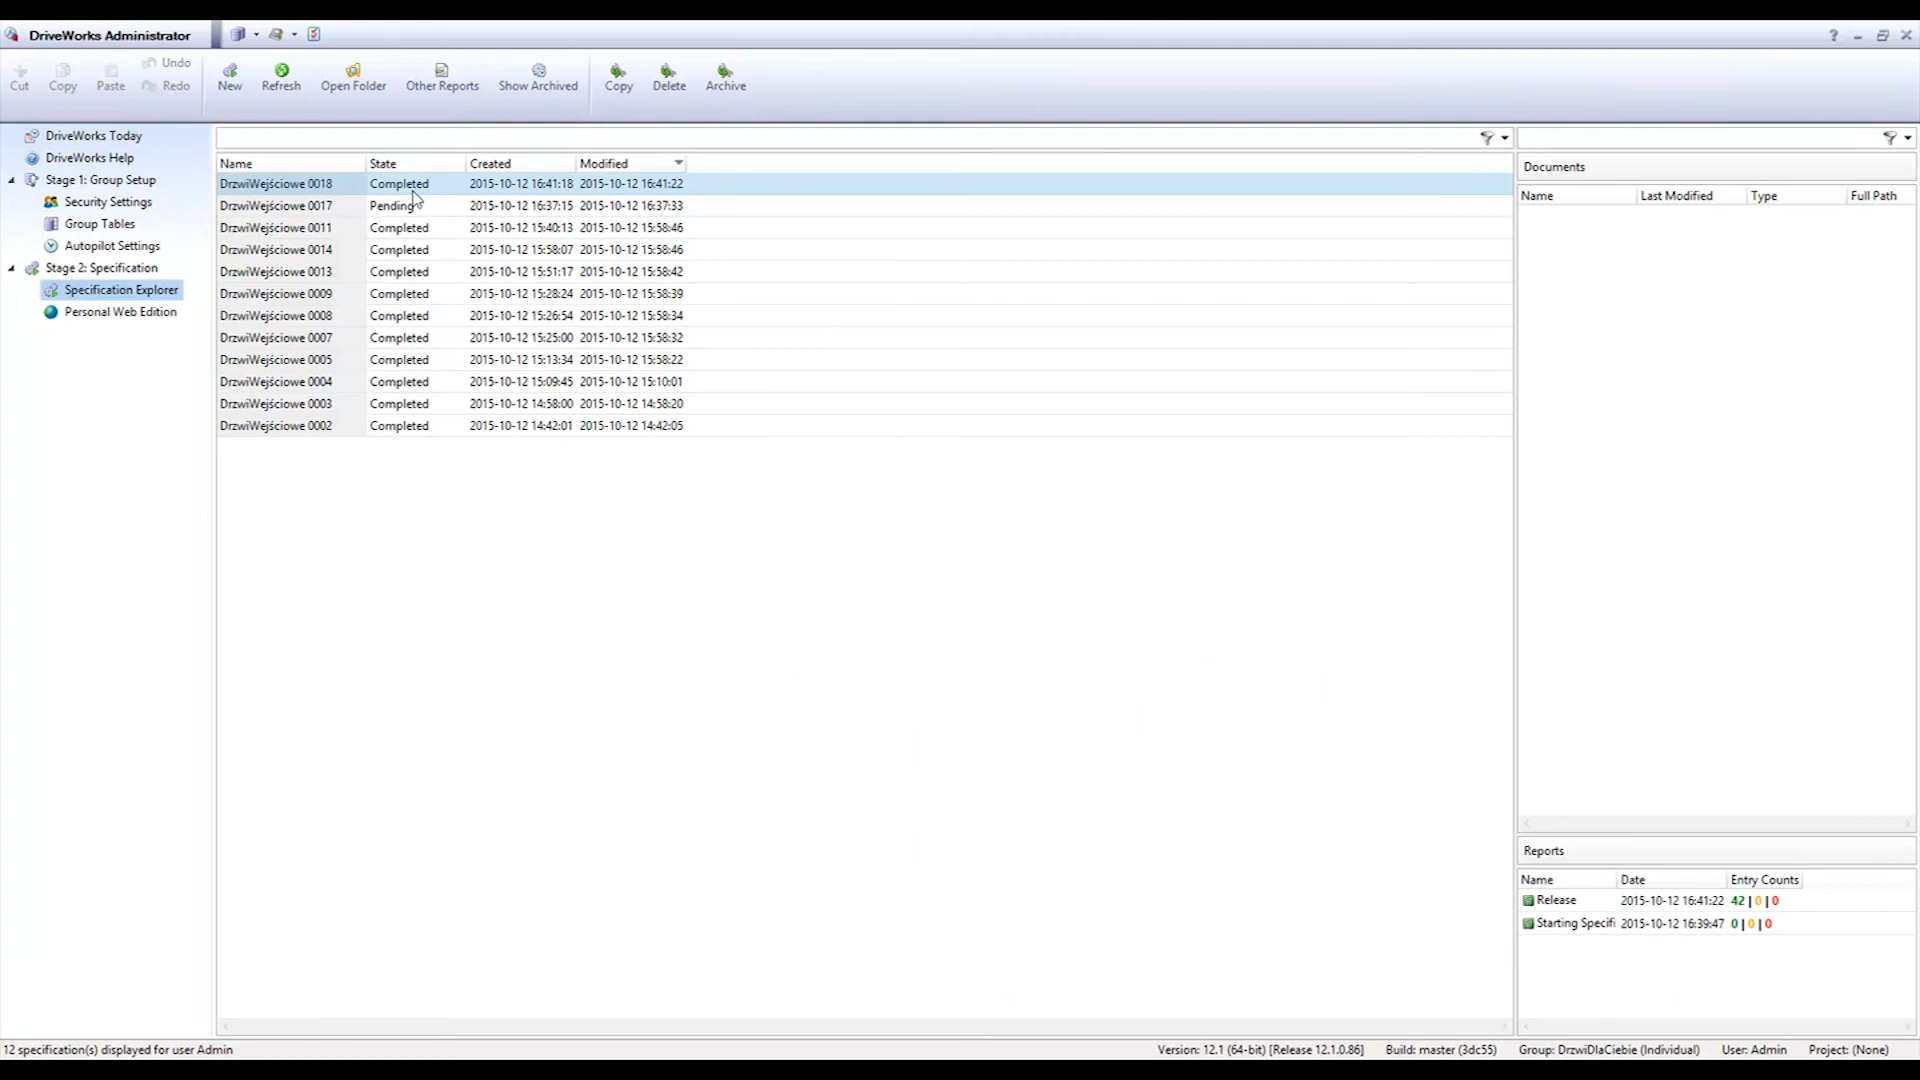 DriveWorks Administrator
Cut Copy Paste Undo Redo New Refresh Open Folder Other Reports Show Archived Copy Delete Archive
DriveWorks Today
DriveWorks Help
Stage 1: Group Setup
Security Settings
Group Tables
Autopilot Settings
Stage 2: Specification
Specification Explorer
Personal Web Edition
Name State Created Modified
DrzwiWejściowe 0018 Completed 2015-10-12 16:41:18 2015-10-12 16:41:22
DrzwiWejściowe 0017 Pending 2015-10-12 16:37:15 2015-10-12 16:37:33
DrzwiWejściowe 0011 Completed 2015-10-12 15:40:13 2015-10-12 15:58:46
DrzwiWejściowe 0014 Completed 2015-10-12 15:58:07 2015-10-12 15:58:46
DrzwiWejściowe 0013 Completed 2015-10-12 15:51:17 2015-10-12 15:58:42
DrzwiWejściowe 0009 Completed 2015-10-12 15:28:24 2015-10-12 15:58:39
DrzwiWejściowe 0008 Completed 2015-10-12 15:26:54 2015-10-12 15:58:34
DrzwiWejściowe 0007 Completed 2015-10-12 15:25:00 2015-10-12 15:58:32
DrzwiWejściowe 0005 Completed 2015-10-12 15:13:34 2015-10-12 15:58:22
DrzwiWejściowe 0004 Completed 2015-10-12 15:09:45 2015-10-12 15:10:01
DrzwiWejściowe 0003 Completed 2015-10-12 14:58:00 2015-10-12 14:58:20
DrzwiWejściowe 0002 Completed 2015-10-12 14:42:01 2015-10-12 14:42:05
Documents
Name Last Modified Type Full Path
Reports
Name Date Entry Counts
Release 2015-10-12 16:41:22 42 | 0 | 0
Starting Specifi 2015-10-12 16:39:47 0 | 0 | 0
12 specification(s) displayed for user Admin
Version: 12.1 (64-bit) [Release 12.1.0.86] Build: master (3dc55) Group: DrzwiDlaCiebie (Individual) User: Admin Project: (None)